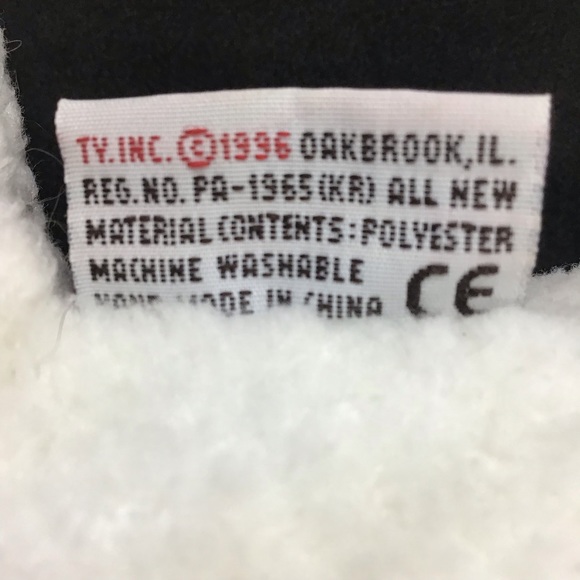 TY.INC.©1996 OAKBROOK,IL.
REG.NO. PA-1965(KR) ALL NEW
MATERIAL CONTENTS:POLYESTER
MACHINE WASHABLE
HAND MADE IN CHINA CE